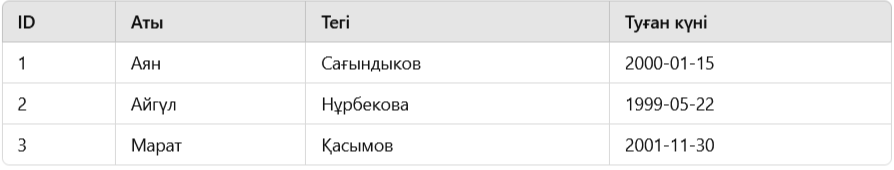 ID Аты Тегі Туған күні
1 Аян Сағындыков 2000-01-15
2 Айгүл Нұрбекова 1999-05-22
3 Марат Қасымов 2001-11-30